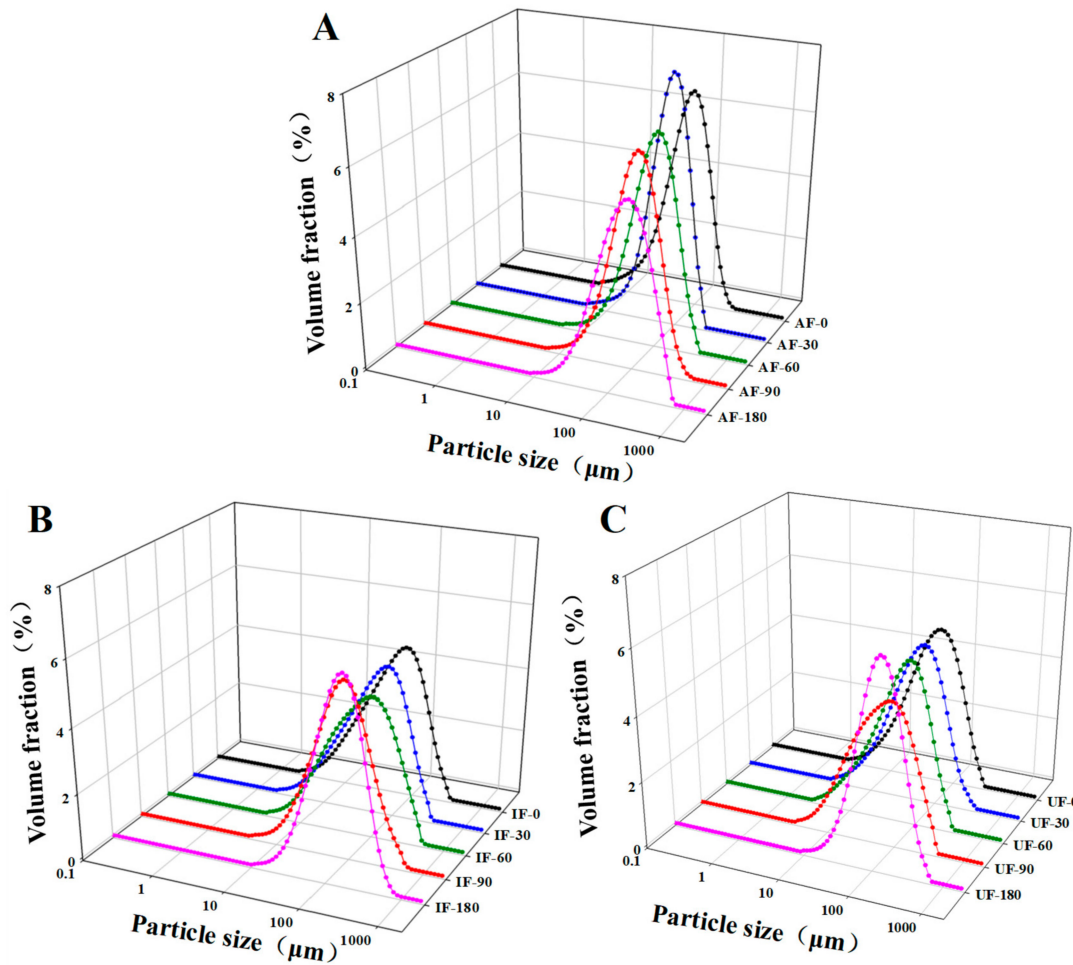 A
Volume fraction（%）
8
6
4
2
0
0.1
1
10
100
1000
Particle size（μm）
AF-0
AF-30
AF-60
AF-90
AF-180
B
Volume fraction（%）
8
6
4
2
0
0.1
1
10
100
1000
Particle size（μm）
IF-0
IF-30
IF-60
IF-90
IF-180
C
Volume fraction（%）
8
6
4
2
0
0.1
1
10
100
1000
Particle size（μm）
UF-0
UF-30
UF-60
UF-90
UF-180